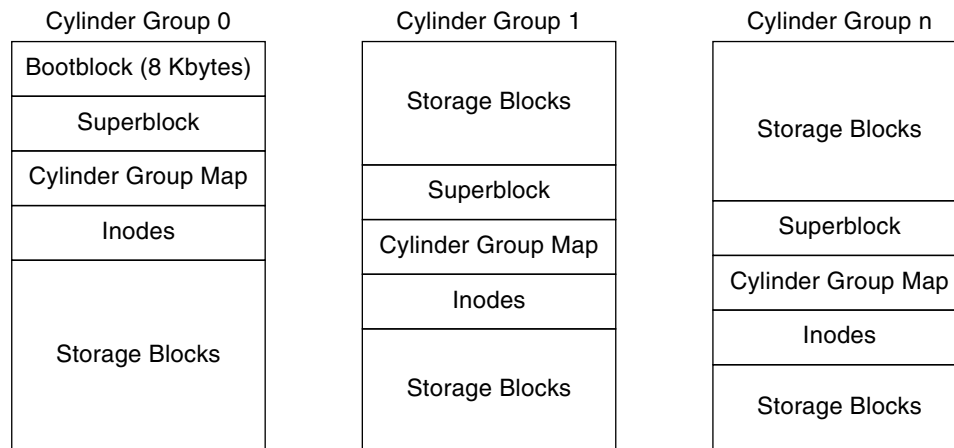 Cylinder Group 0
Bootblock (8 Kbytes)
Superblock
Cylinder Group Map
Inodes
Storage Blocks
Cylinder Group 1
Storage Blocks
Superblock
Cylinder Group Map
Inodes
Storage Blocks
Cylinder Group n
Storage Blocks
Superblock
Cylinder Group Map
Inodes
Storage Blocks